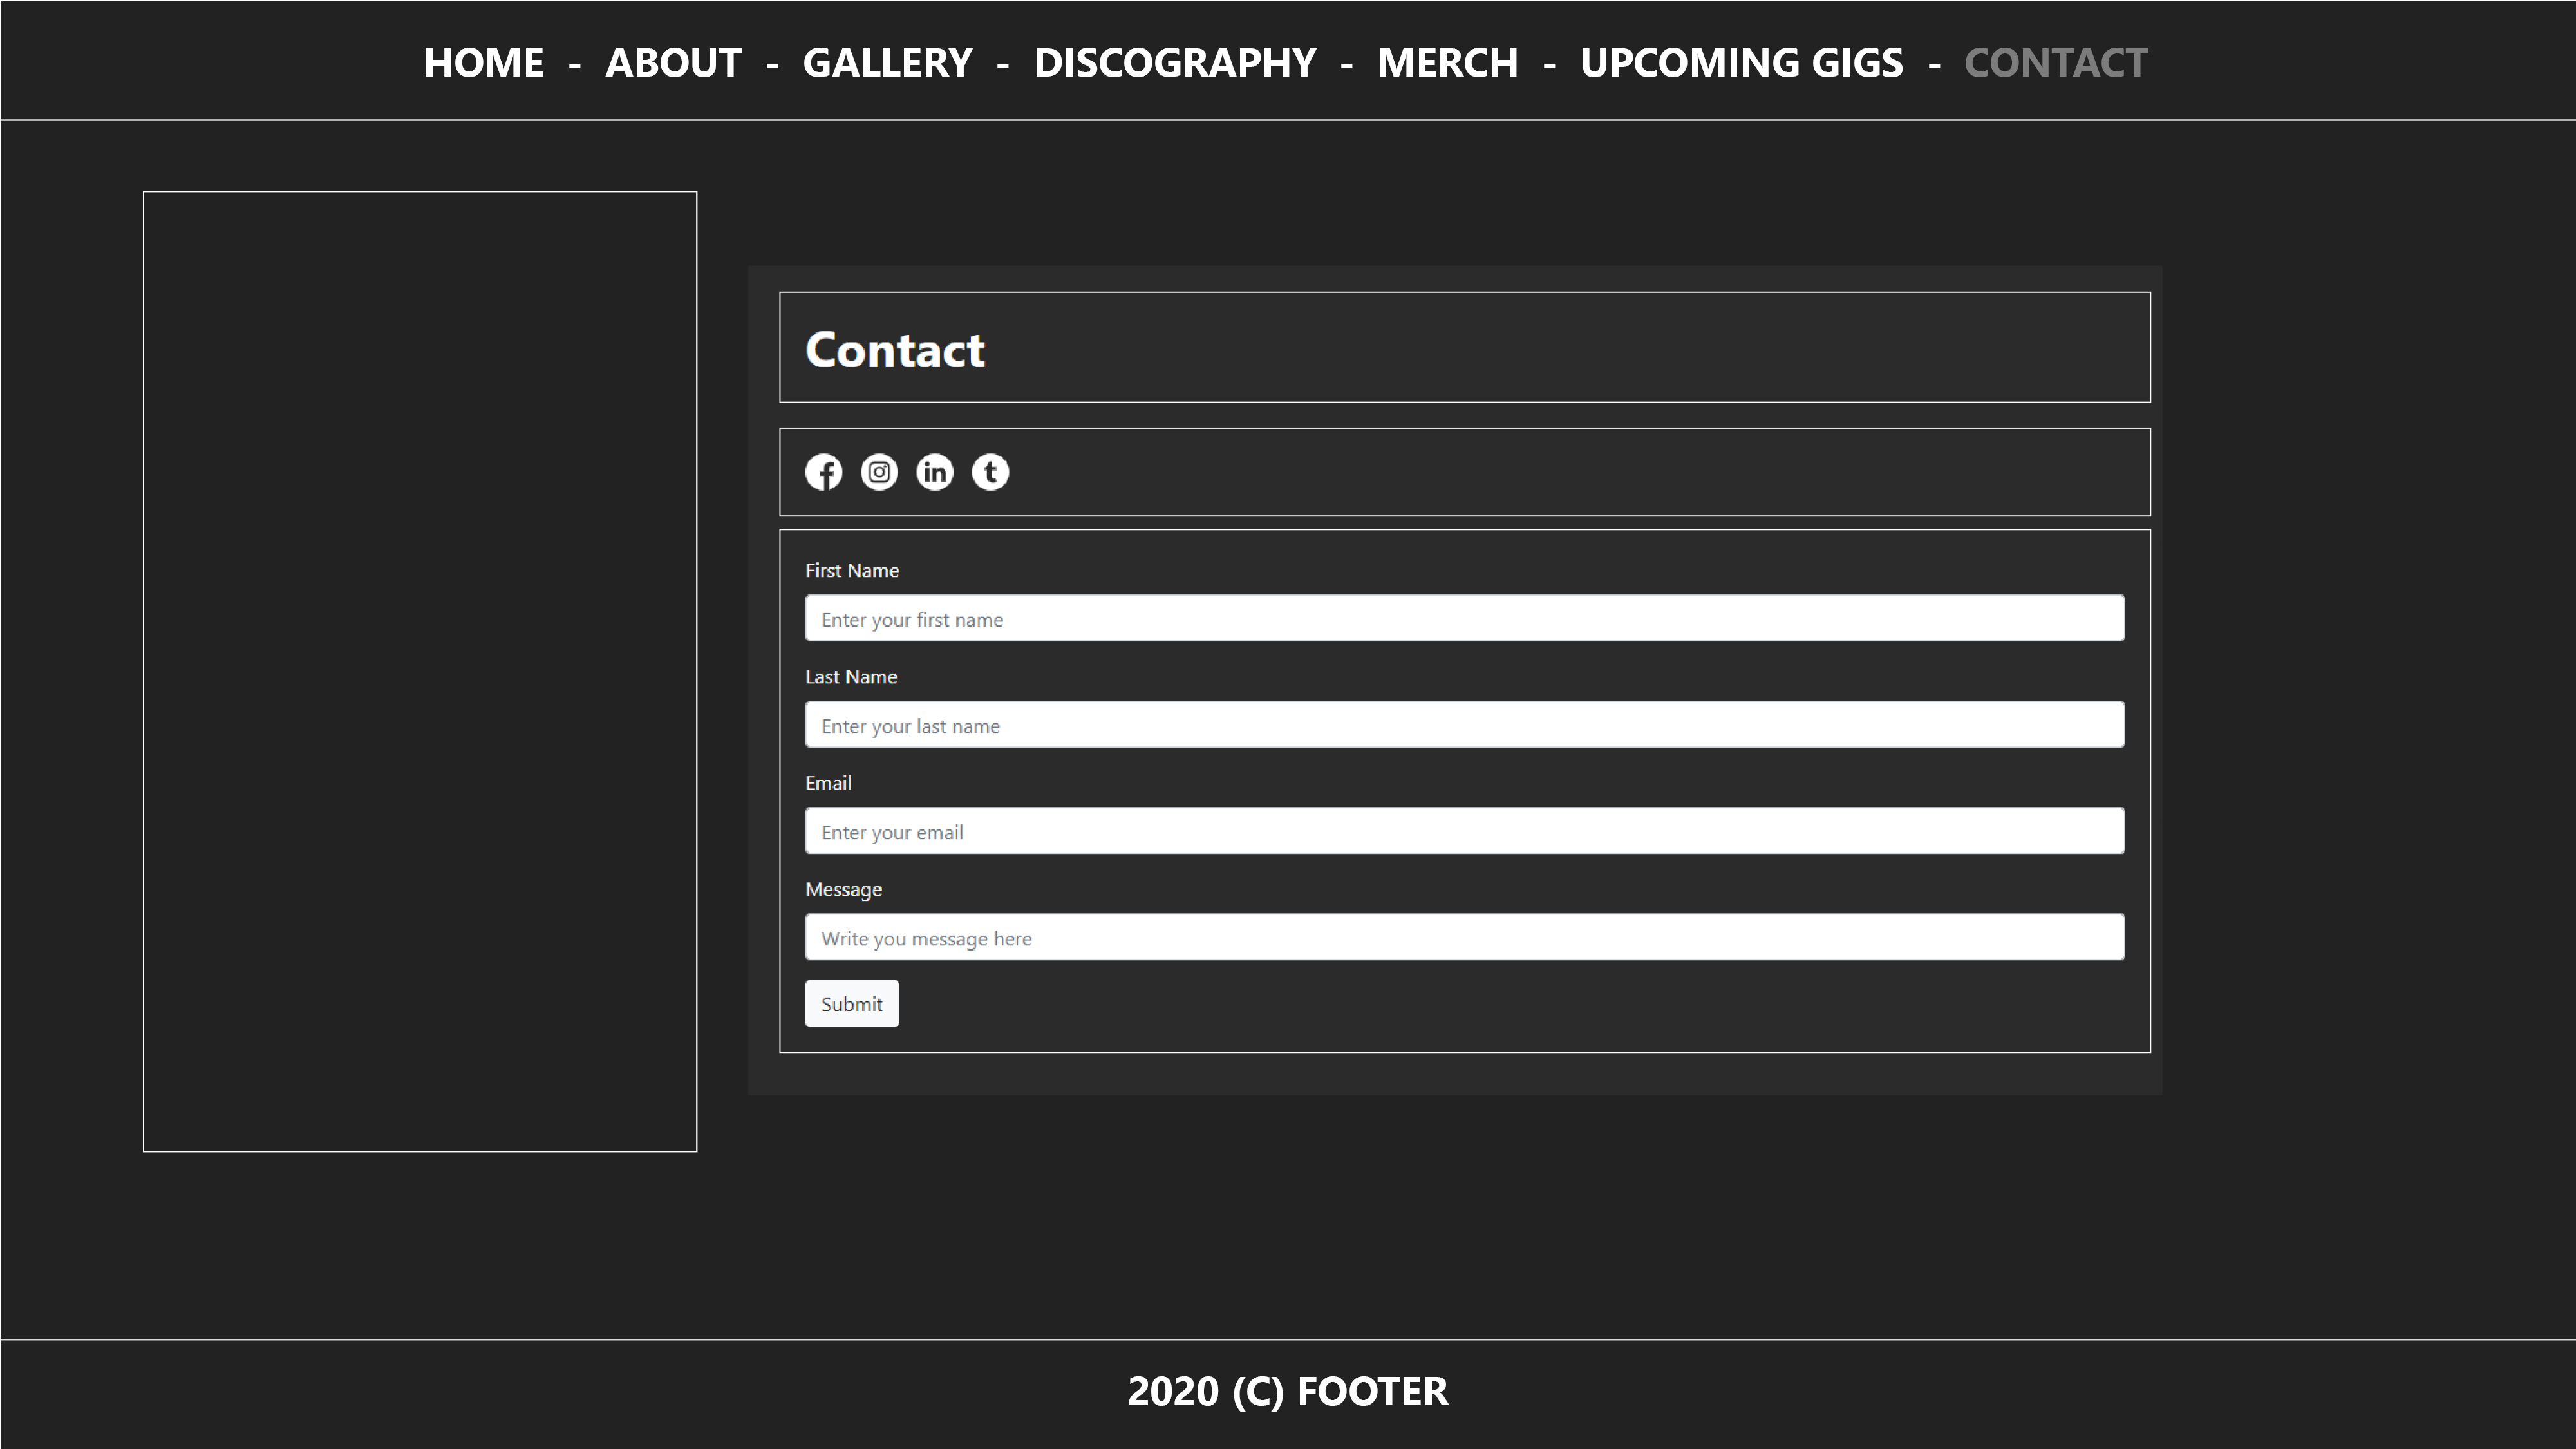 HOME - ABOUT - GALLERY - DISCOGRAPHY - MERCH - UPCOMING GIGS - CONTACT
Contact
First Name
Enter your first name
Last Name
Enter your last name
Email
Enter your email
Message
Write you message here
Submit
2020 (C) FOOTER